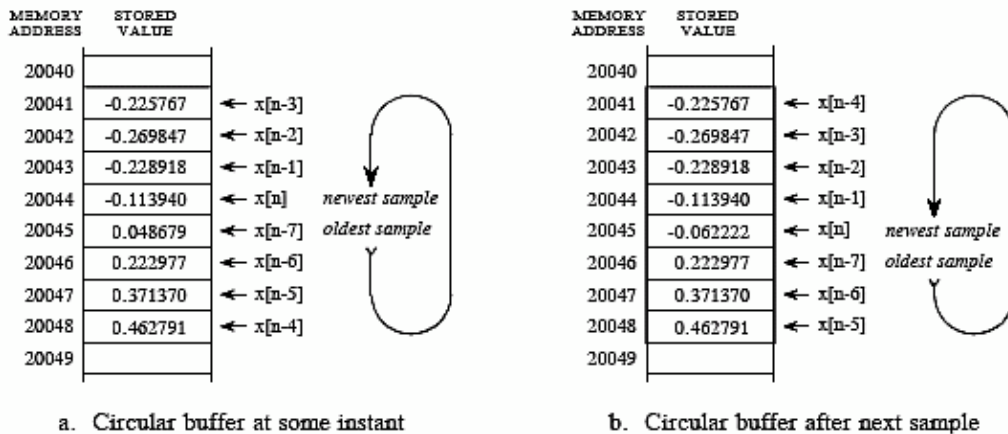 MEMORY ADDRESS STORED VALUE
20040
20041 -0.225767 x[n-3]
20042 -0.269847 x[n-2]
20043 -0.228918 x[n-1]
20044 -0.113940 x[n] newest sample
20045 0.048679 x[n-7] oldest sample
20046 0.222977 x[n-6]
20047 0.371370 x[n-5]
20048 0.462791 x[n-4]
20049
a. Circular buffer at some instant
MEMORY ADDRESS STORED VALUE
20040
20041 -0.225767 x[n-4]
20042 -0.269847 x[n-3]
20043 -0.228918 x[n-2]
20044 -0.113940 x[n-1]
20045 -0.062222 x[n] newest sample
20046 0.222977 x[n-7] oldest sample
20047 0.371370 x[n-6]
20048 0.462791 x[n-5]
20049
b. Circular buffer after next sample